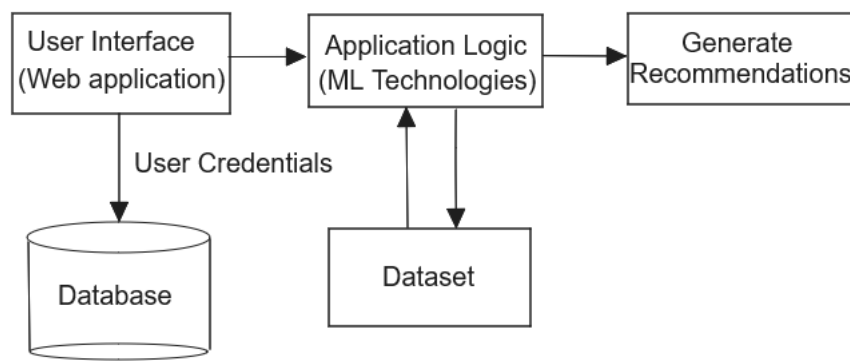 User Interface
(Web application)
Application Logic
(ML Technologies)
Generate
Recommendations
User Credentials
Database
Dataset